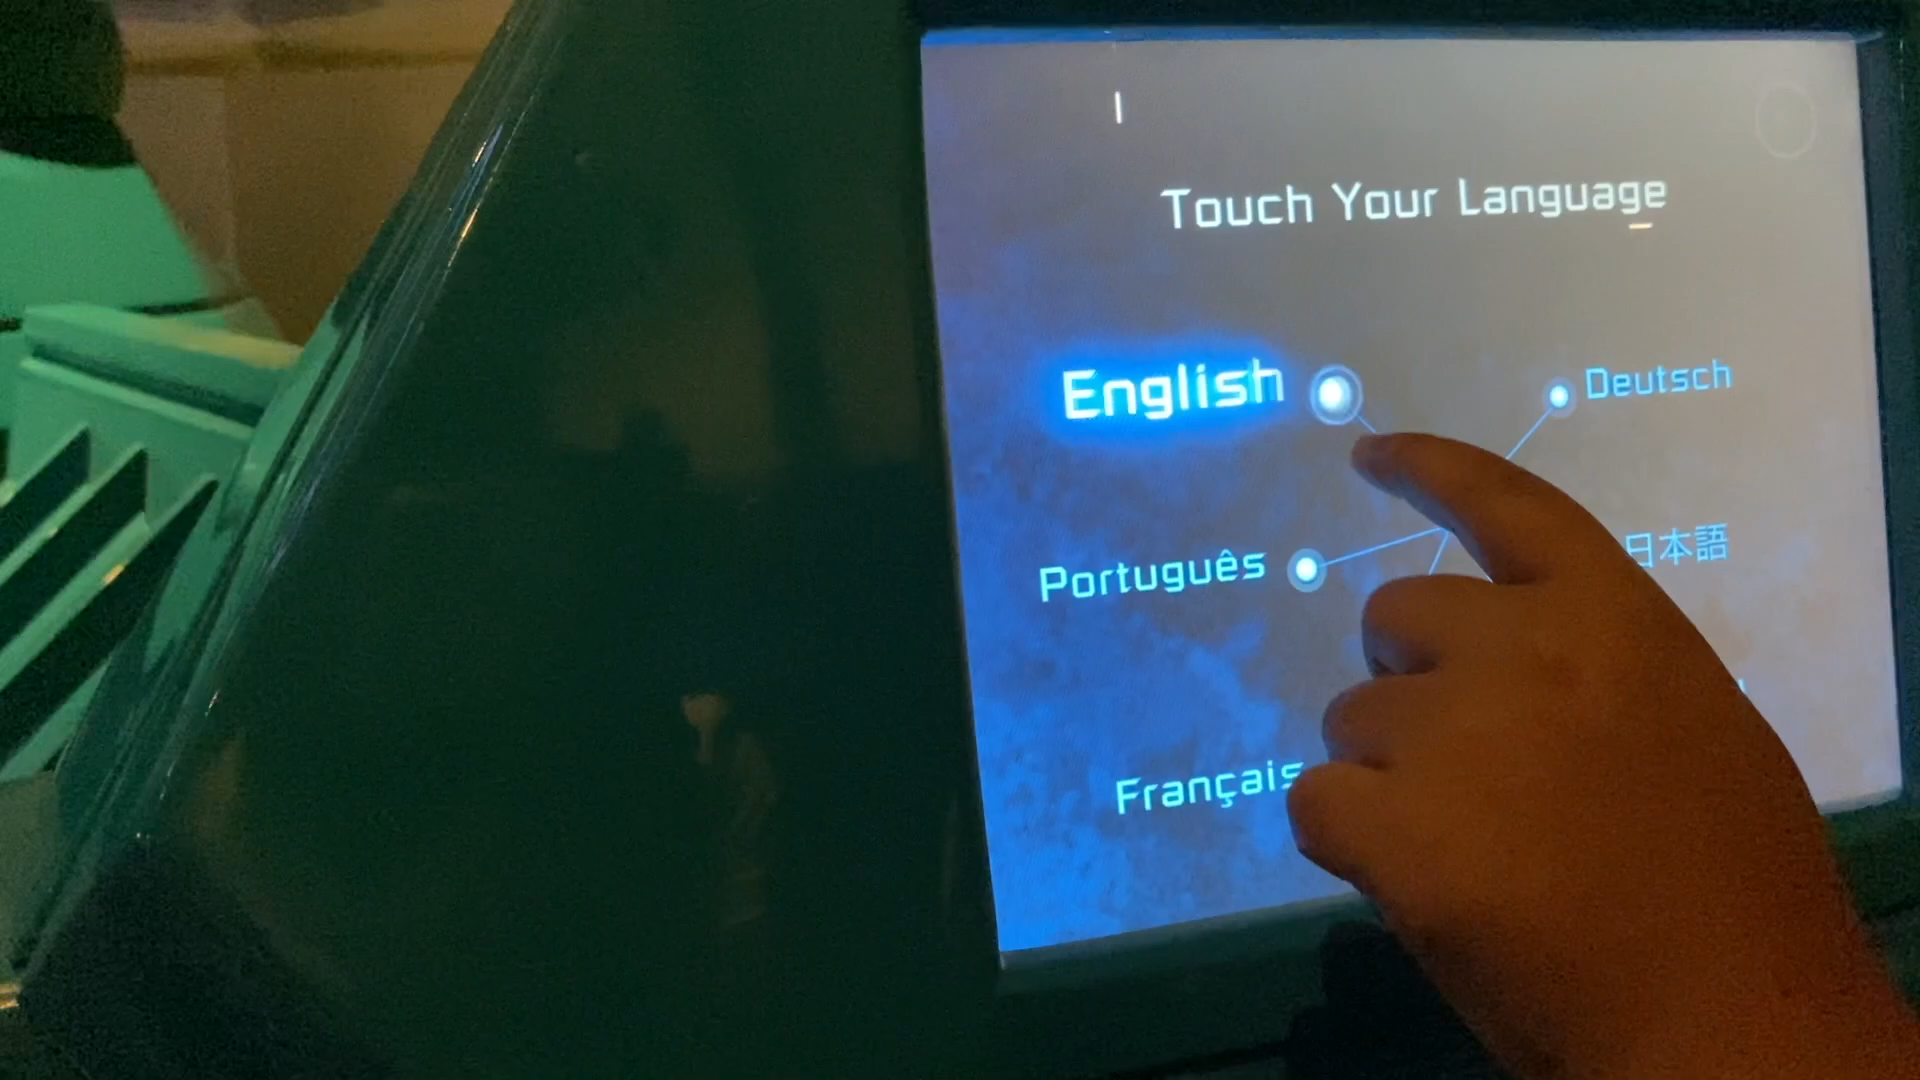 Touch Your Language
English
Deutsch
Português
日本語
Français